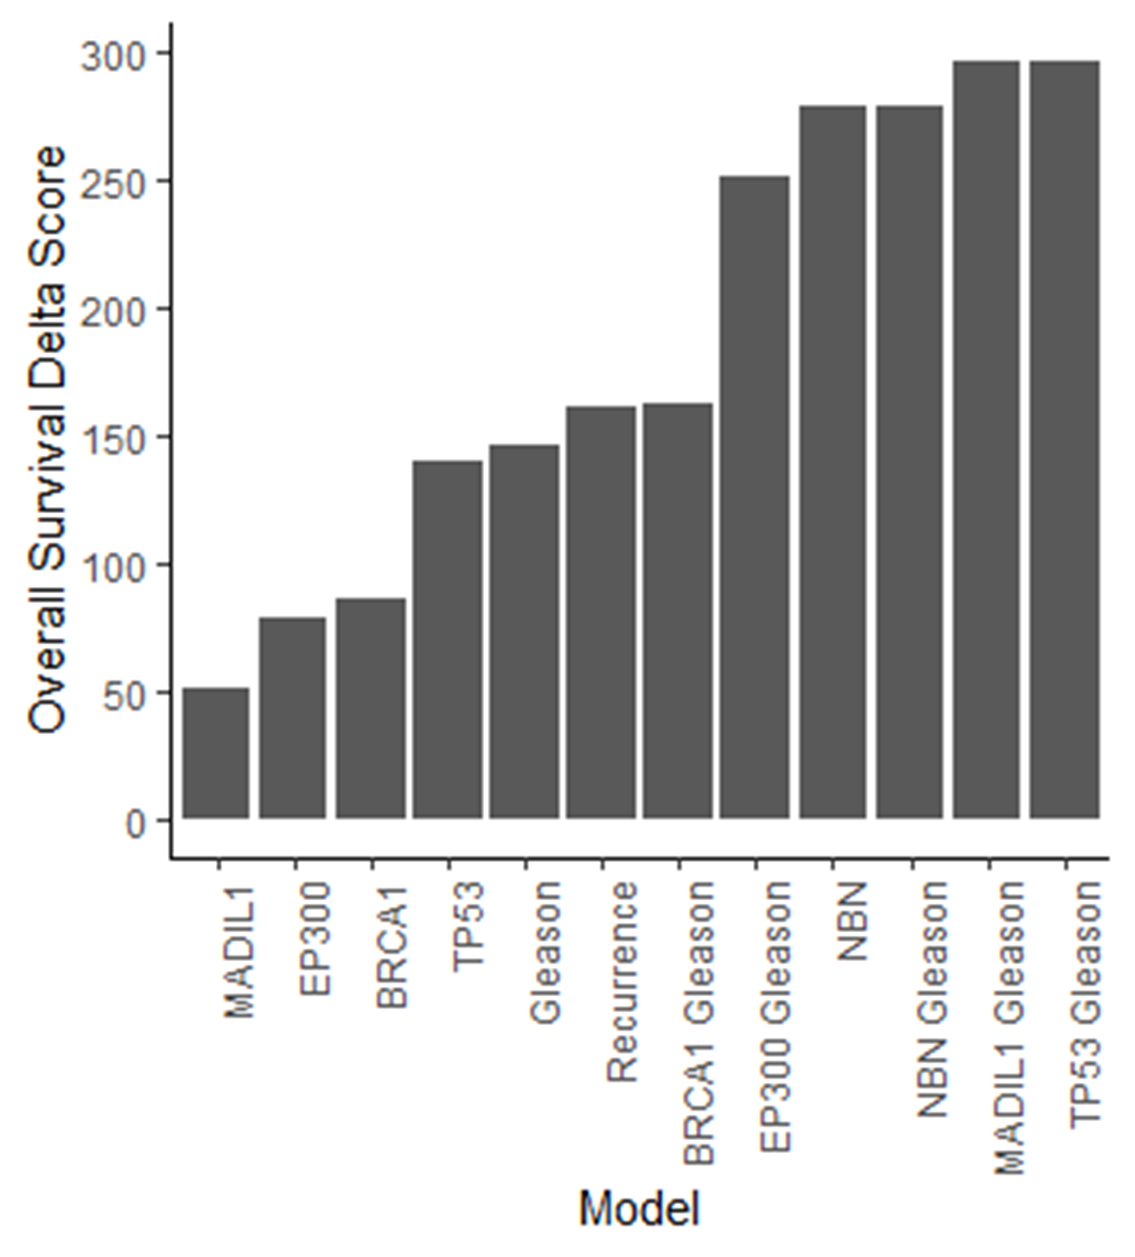 Overall Survival Delta Score
300
250
200
150
100
50
0
MADIL1
EP300
BRCA1
TP53
Gleason
Recurrence
BRCA1 Gleason
EP300 Gleason
NBN
NBN Gleason
MADIL1 Gleason
TP53 Gleason
Model